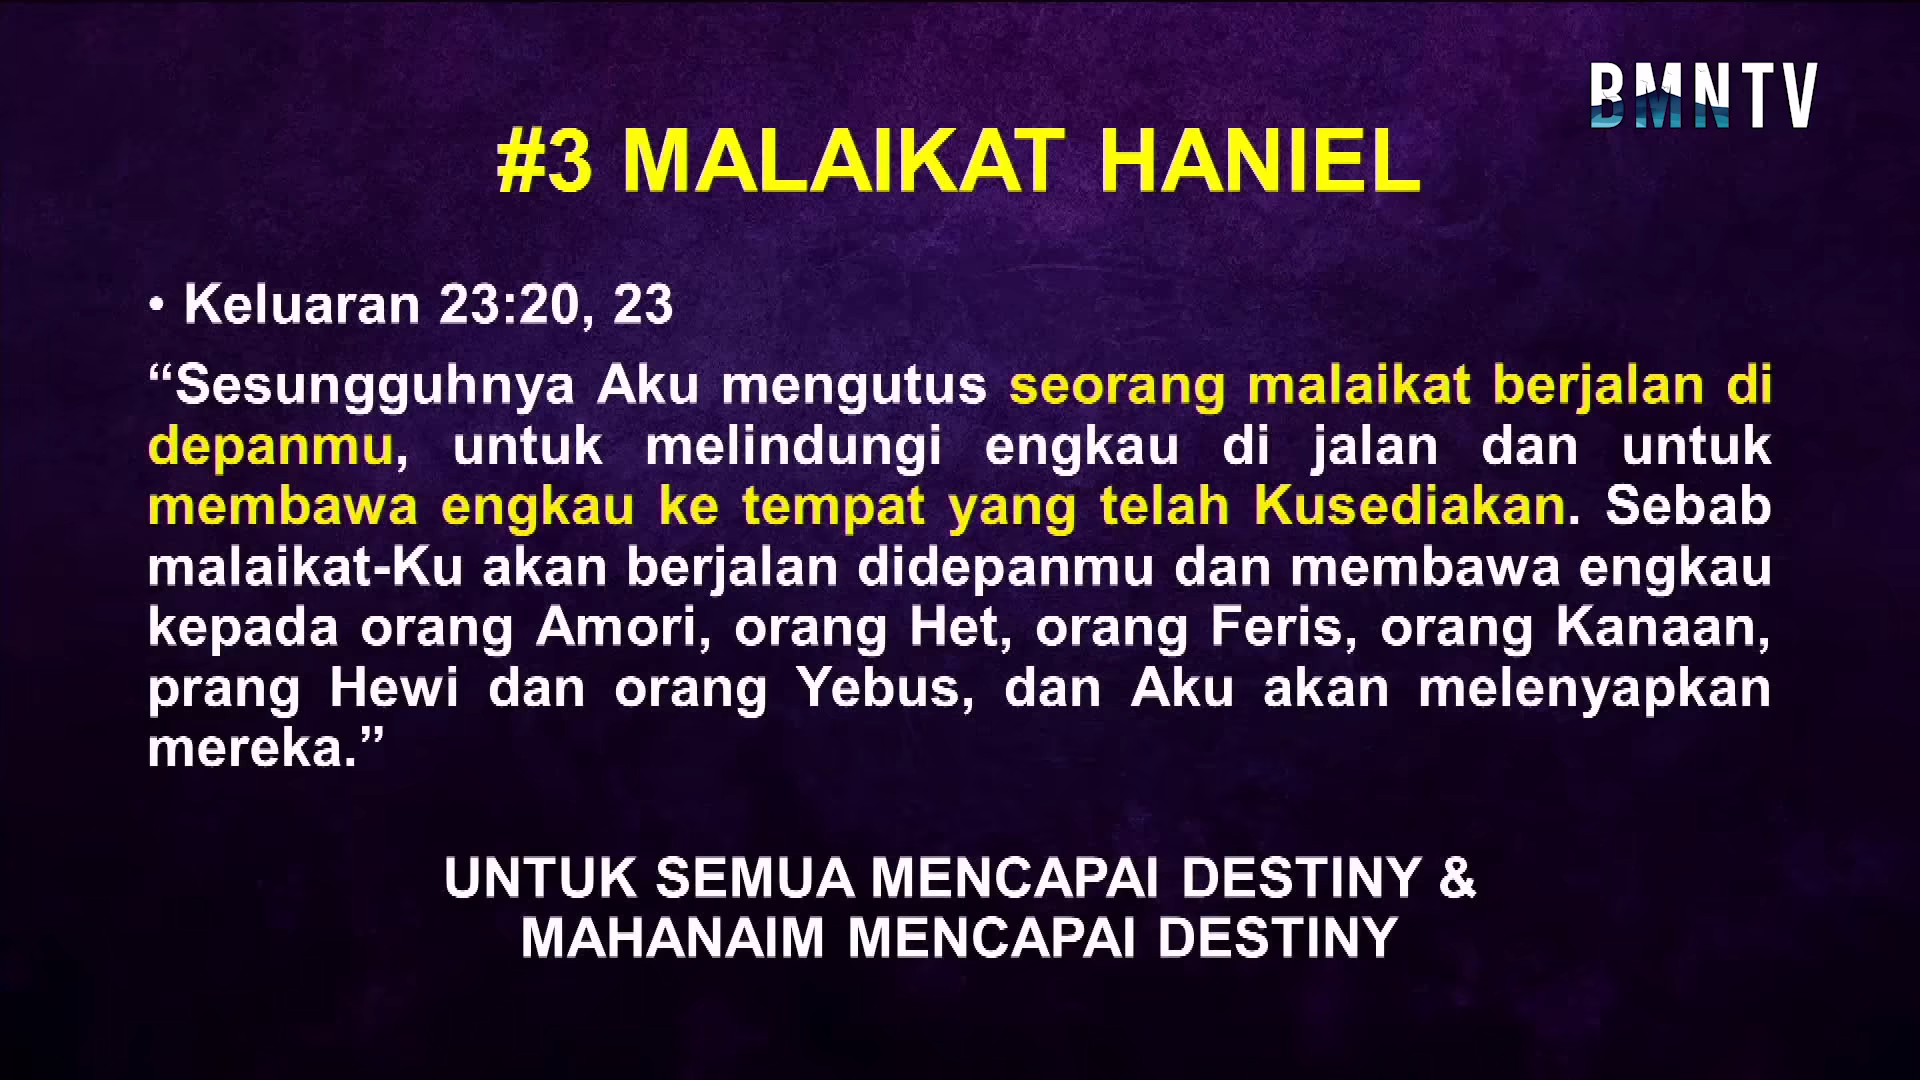 BMNTV
#3 MALAIKAT HANIEL
• Keluaran 23:20, 23
“Sesungguhnya Aku mengutus seorang malaikat berjalan di
depanmu, untuk melindungi engkau di jalan dan untuk
membawa engkau ke tempat yang telah Kusediakan. Sebab
malaikat-Ku akan berjalan didepanmu dan membawa engkau
kepada orang Amori, orang Het, orang Feris, orang Kanaan,
prang Hewi dan orang Yebus, dan Aku akan melenyapkan
mereka.”
UNTUK SEMUA MENCAPAI DESTINY &
MAHANAIM MENCAPAI DESTINY